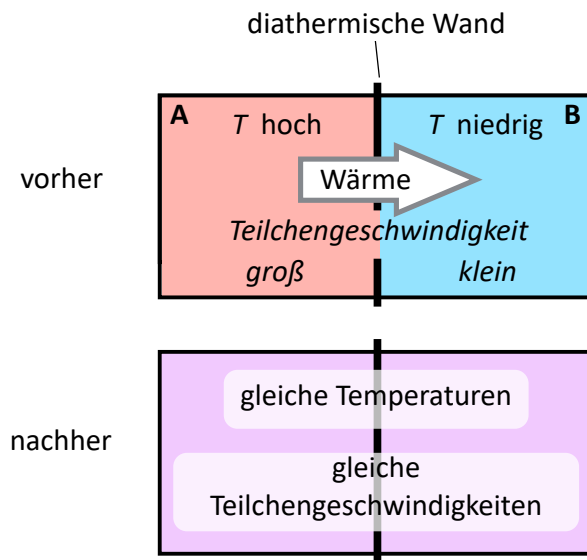 diathermische Wand
A
T hoch
T niedrig
B
vorher
Wärme
Teilchengeschwindigkeit
groß
klein
gleiche Temperaturen
nachher
gleiche
Teilchengeschwindigkeiten